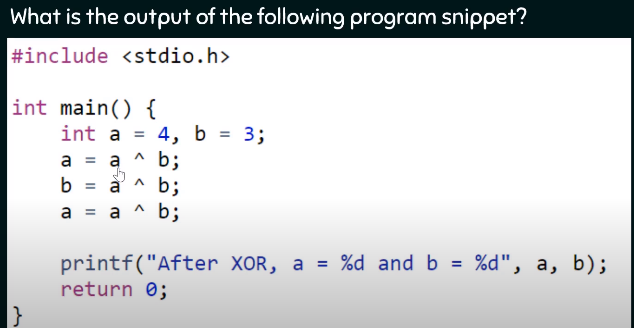 What is the output of the following program snippet?
#include <stdio.h>
int main() {
int a = 4, b = 3;
a = a ^ b;
b = a ^ b;
a = a ^ b;
printf("After XOR, a = %d and b = %d", a, b);
return 0;
}